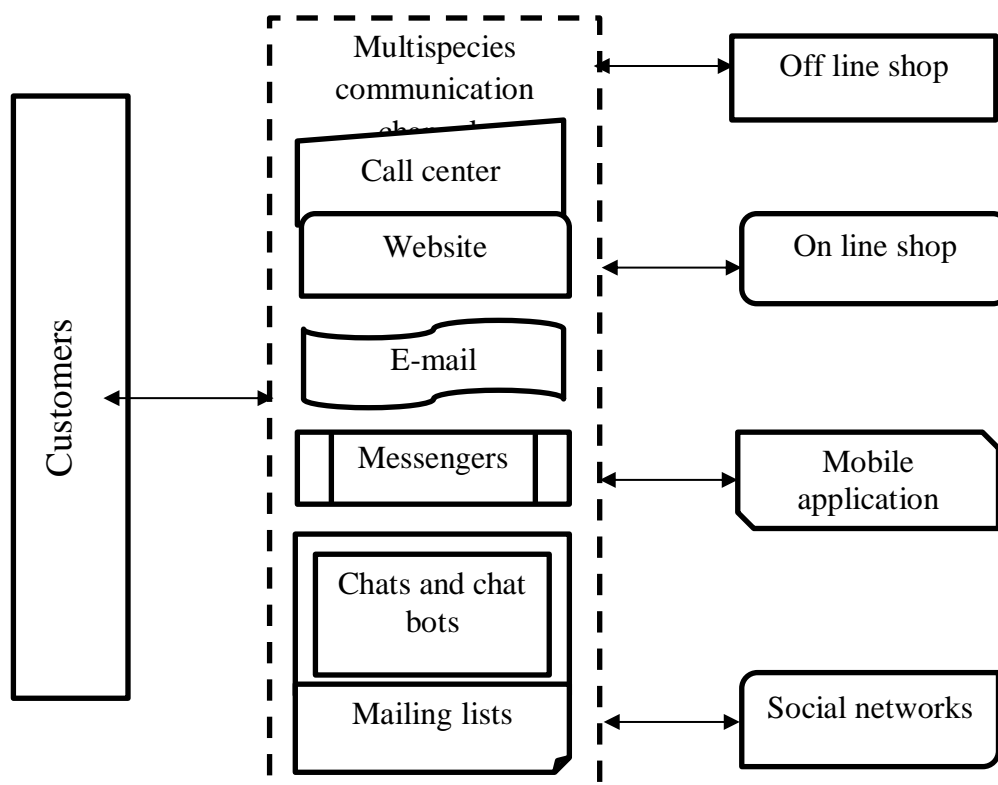 Customers
Multispecies
communication
Call center
Website
E-mail
Messengers
Chats and chat
bots
Mailing lists
Off line shop
On line shop
Mobile
application
Social networks